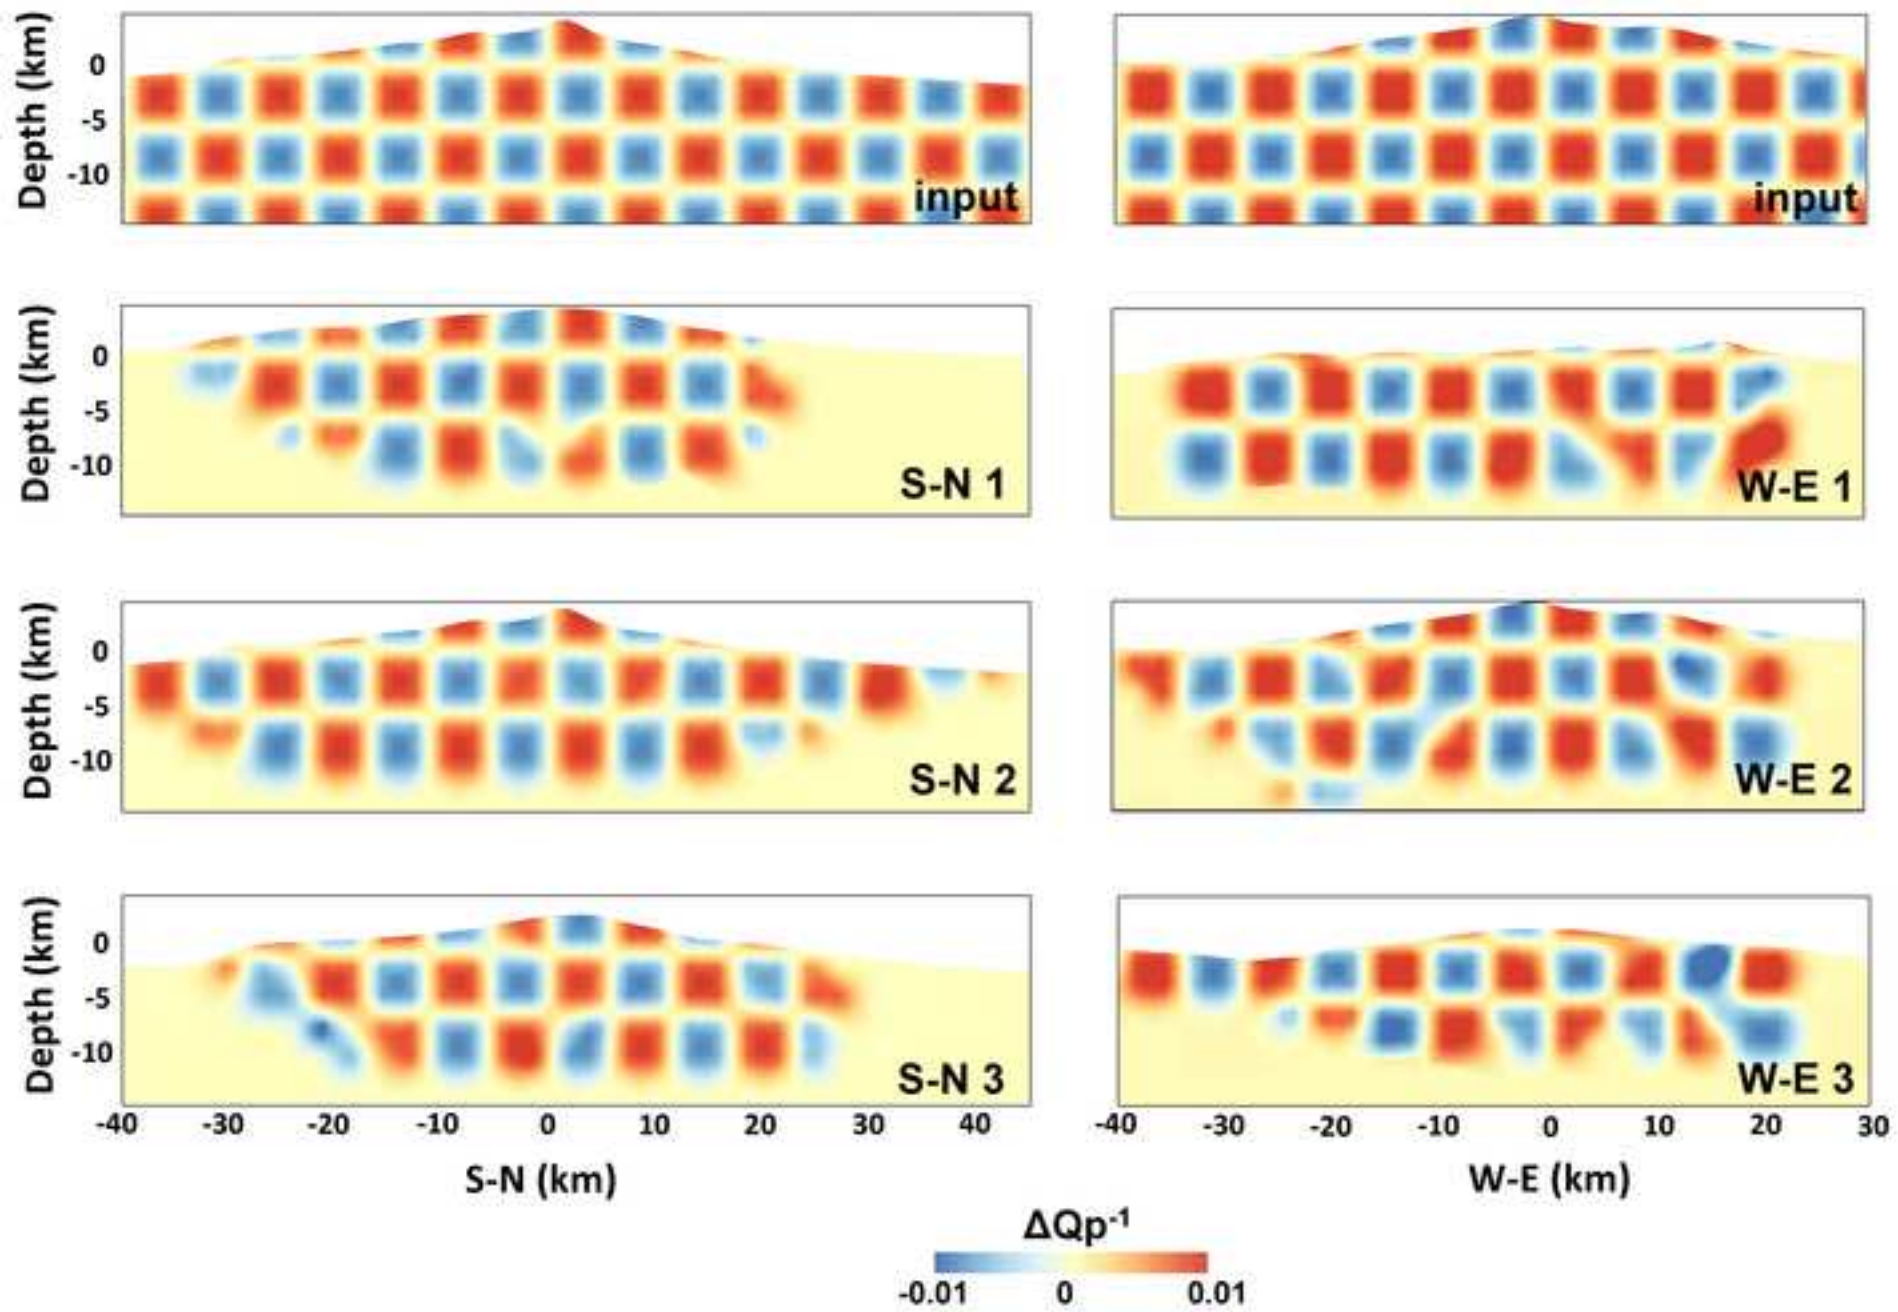 Depth (km)
0
-5
-10
input
input
Depth (km)
0
-5
-10
S-N 1
W-E 1
Depth (km)
0
-5
-10
S-N 2
W-E 2
Depth (km)
0
-5
-10
S-N 3
W-E 3
-40 -30 -20 -10 0 10 20 30 40
-40 -30 -20 -10 0 10 20 30
S-N (km)
W-E (km)
ΔQp⁻¹
-0.01 0 0.01